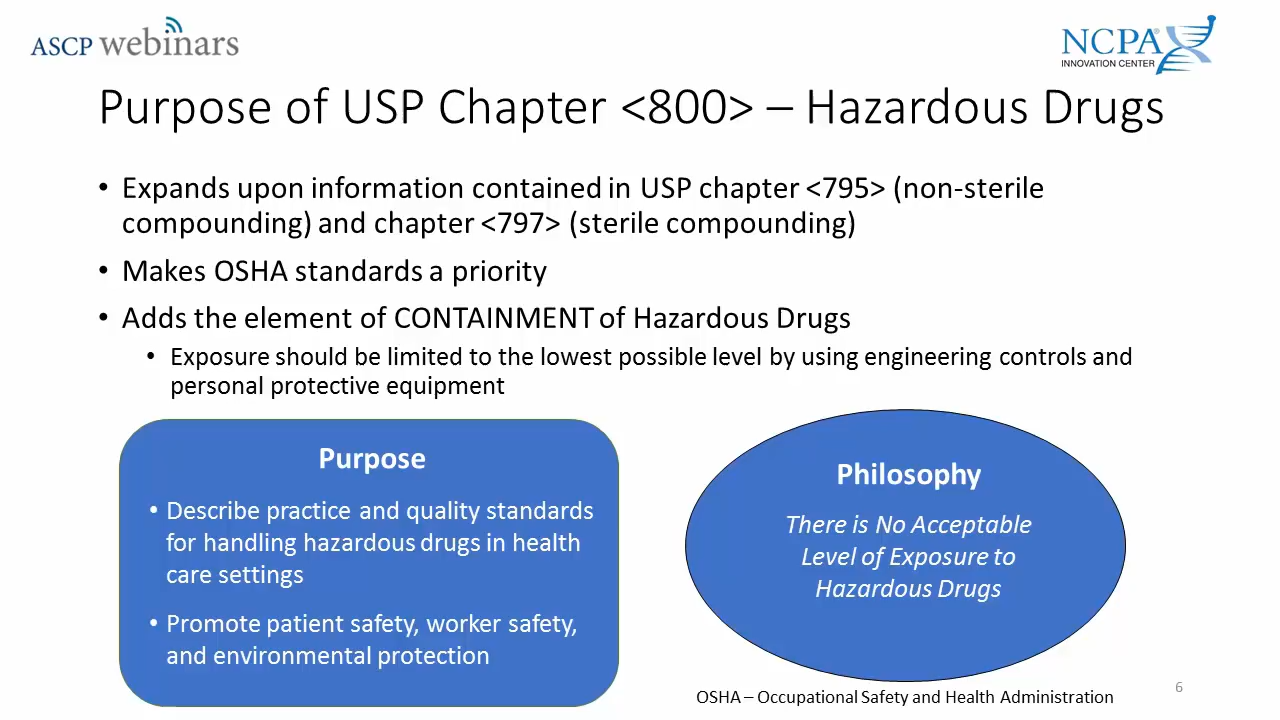 ASCP webinars
NCPA
INNOVATION CENTER
Purpose of USP Chapter <800> – Hazardous Drugs
• Expands upon information contained in USP chapter <795> (non-sterile
compounding) and chapter <797> (sterile compounding)
• Makes OSHA standards a priority
• Adds the element of CONTAINMENT of Hazardous Drugs
• Exposure should be limited to the lowest possible level by using engineering controls and
personal protective equipment
Purpose
• Describe practice and quality standards
for handling hazardous drugs in health
care settings
• Promote patient safety, worker safety,
and environmental protection
Philosophy
There is No Acceptable
Level of Exposure to
Hazardous Drugs
OSHA – Occupational Safety and Health Administration
6